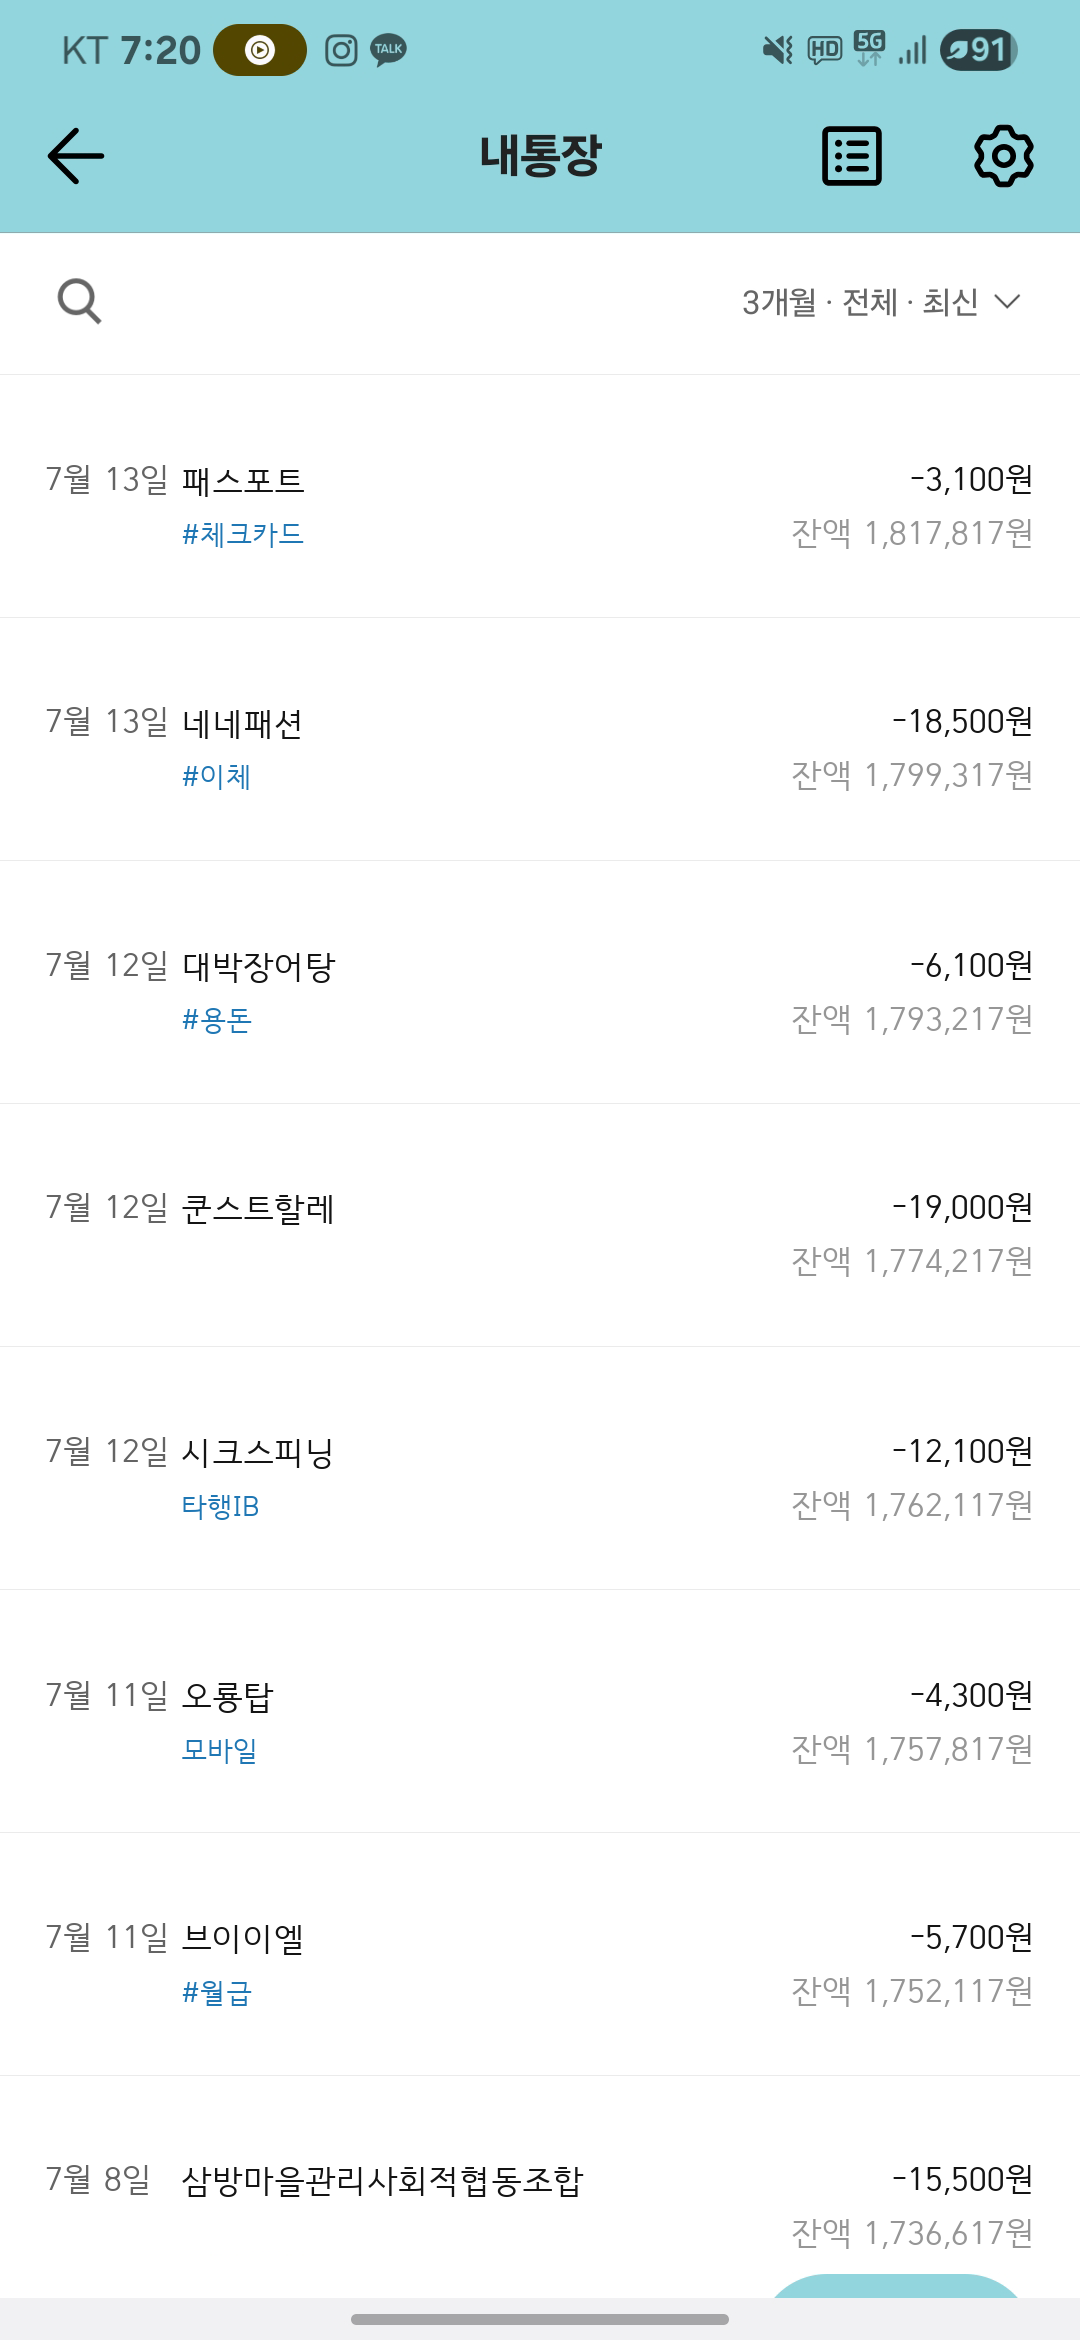 KT 7:20 TALK HD 5G 91
내통장
3개월 · 전체 · 최신
7월 13일 패스포트 -3,100원
#체크카드 잔액 1,817,817원
7월 13일 네네패션 -18,500원
#이체 잔액 1,799,317원
7월 12일 대박장어탕 -6,100원
#용돈 잔액 1,793,217원
7월 12일 쿤스트할레 -19,000원
잔액 1,774,217원
7월 12일 시크스피닝 -12,100원
타행IB 잔액 1,762,117원
7월 11일 오룡탑 -4,300원
모바일 잔액 1,757,817원
7월 11일 브이이엘 -5,700원
#월급 잔액 1,752,117원
7월 8일 삼방마을관리사회적협동조합 -15,500원
잔액 1,736,617원